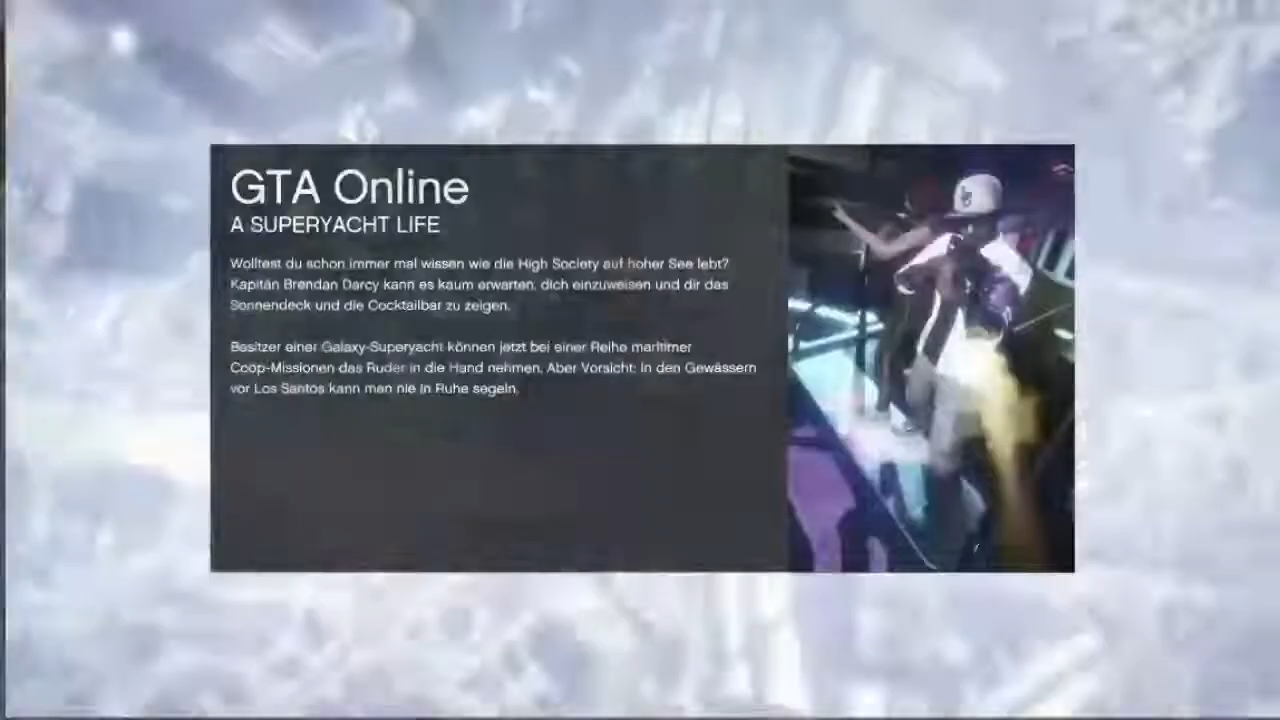 GTA Online
A SUPERYACHT LIFE
Wolltest du schon immer mal wissen wie die High Society auf hoher See lebt?
Kapitän Brendan Darcy kann es kaum erwarten, dich einzuweisen und dir das
Sonnendeck und die Cocktailbar zu zeigen.
Besitzer einer Galaxy-Superyacht können jetzt bei einer Reihe maritimer
Coop-Missionen das Ruder in die Hand nehmen. Aber Vorsicht: in den Gewässern
vor Los Santos kann man nie in Ruhe segeln.